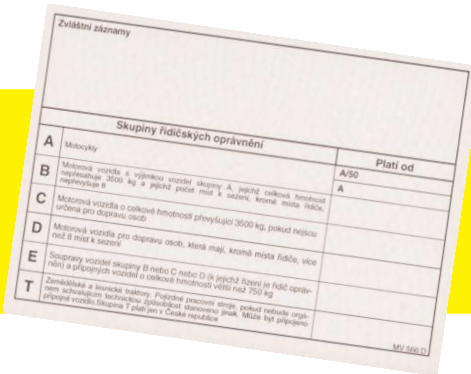 Zvláštní záznamy
Skupiny řidičských oprávnění
Platí od
A
Motocykly
A/50
A
B
Motorová vozidla s výjimkou vozidel skupiny A, jejichž celková hmotnost
nepřesahuje 3500 kg a jejichž počet míst k sezení, kromě místa řidiče,
nepřevyšuje 8
C
Motorová vozidla o celkové hmotnosti převyšující 3500 kg, pokud nejsou
určena pro dopravu osob
D
Motorová vozidla pro dopravu osob, která mají, kromě místa řidiče, více
než 8 míst k sezení
E
Soupravy vozidel skupiny B nebo C nebo D (k jejichž řízení je řidič opráv-
něn) a přípojných vozidel o celkové hmotnosti větší než 750 kg
T
Zemědělské a lesnické traktory. Pojízdné pracovní stroje, pokud nebude orgá-
nem schvalujícím technickou způsobilost stanoveno jinak. Může být připojeno
přípojné vozidlo. Skupina T platí jen v České republice
MV 566 D